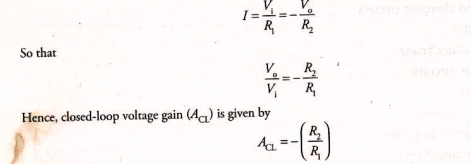 I = V_i / R_1 = − V_o / R_2
So that
V_o / V_i = − R_2 / R_1
Hence, closed-loop voltage gain (A_CL) is given by
A_CL = − ( R_2 / R_1 )